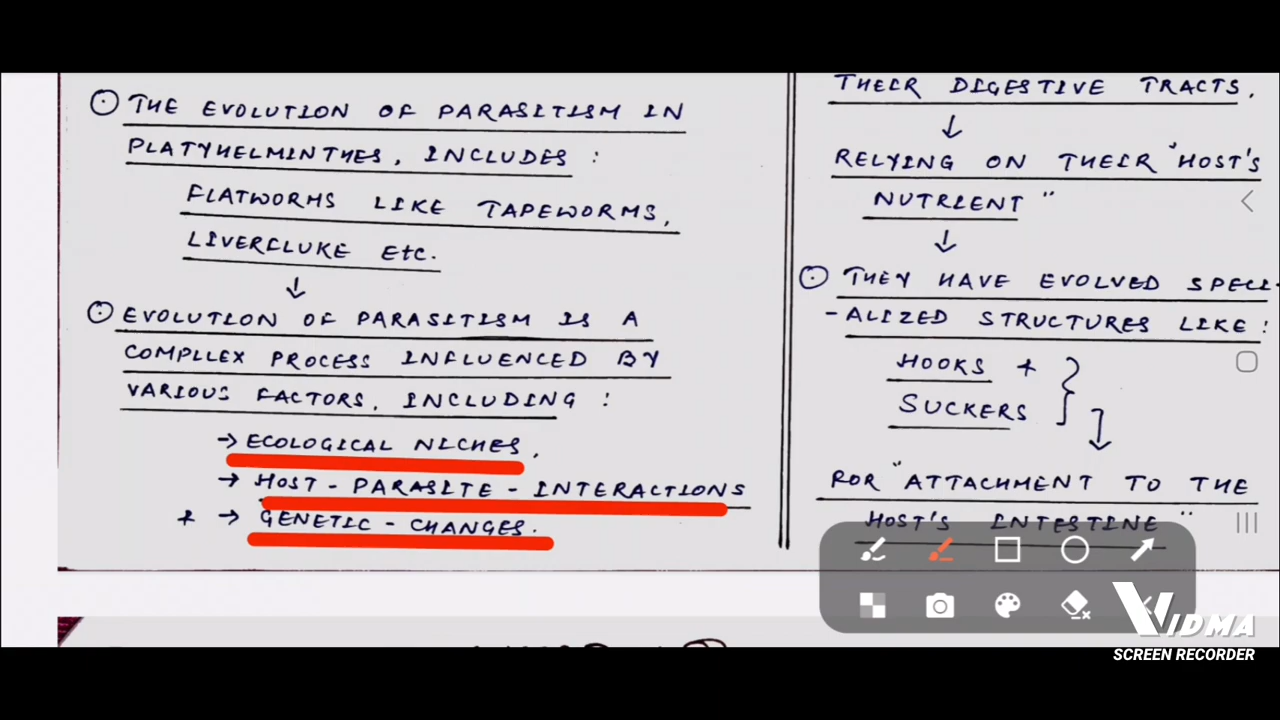 THE EVOLUTION OF PARASITISM IN
PLATYHELMINTHES, INCLUDES :
FLATWORMS LIKE TAPEWORMS,
LIVERFLUKE Etc.
↓
EVOLUTION OF PARASITISM IS A
COMPLLEX PROCESS INFLUENCED BY
VARIOUS FACTORS, INCLUDING :
→ ECOLOGICAL NICHES,
→ HOST - PARASITE - INTERACTIONS
+ → GENETIC - CHANGES.
THEIR DIGESTIVE TRACTS.
↓
RELYING ON THEIR "HOST'S
NUTRIENT"
↓
THEY HAVE EVOLVED SPECI-
-ALIZED STRUCTURES LIKE :
HOOKS +
SUCKERS
FOR "ATTACHMENT TO THE
HOST'S INTESTINE"
VIDMA
SCREEN RECORDER